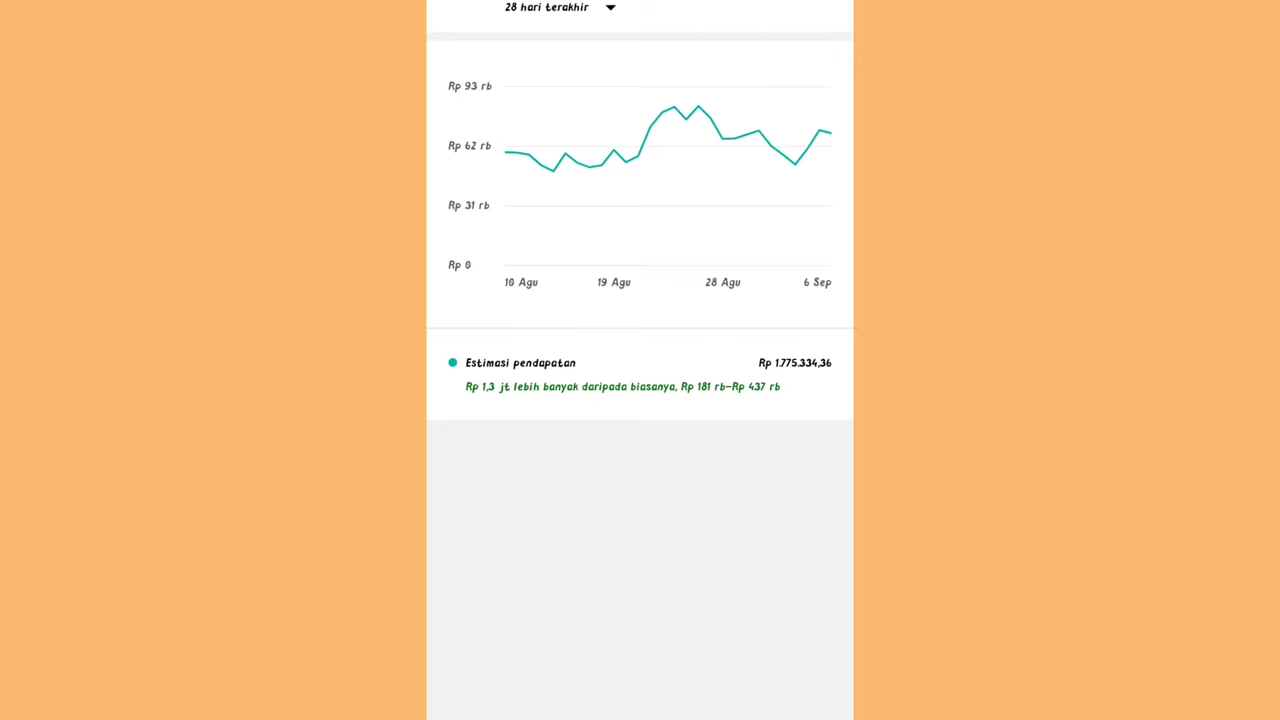 28 hari terakhir
Rp 93 rb
Rp 62 rb
Rp 31 rb
Rp 0
10 Agu 19 Agu 28 Agu 6 Sep
Estimasi pendapatan Rp 1.775.334,36
Rp 1,3 jt lebih banyak daripada biasanya, Rp 181 rb–Rp 437 rb